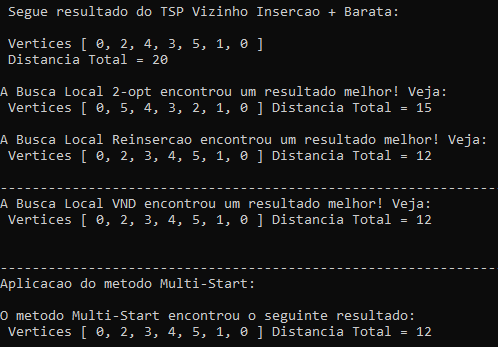 Segue resultado do TSP Vizinho Insercao + Barata:
Vertices [ 0, 2, 4, 3, 5, 1, 0 ]
Distancia Total = 20
A Busca Local 2-opt encontrou um resultado melhor! Veja:
Vertices [ 0, 5, 4, 3, 2, 1, 0 ] Distancia Total = 15
A Busca Local Reinsercao encontrou um resultado melhor! Veja:
Vertices [ 0, 2, 3, 4, 5, 1, 0 ] Distancia Total = 12
--------------------------------------------------------------
A Busca Local VND encontrou um resultado melhor! Veja:
Vertices [ 0, 2, 3, 4, 5, 1, 0 ] Distancia Total = 12
--------------------------------------------------------------
Aplicacao do metodo Multi-Start:
O metodo Multi-Start encontrou o seguinte resultado:
Vertices [ 0, 2, 3, 4, 5, 1, 0 ] Distancia Total = 12